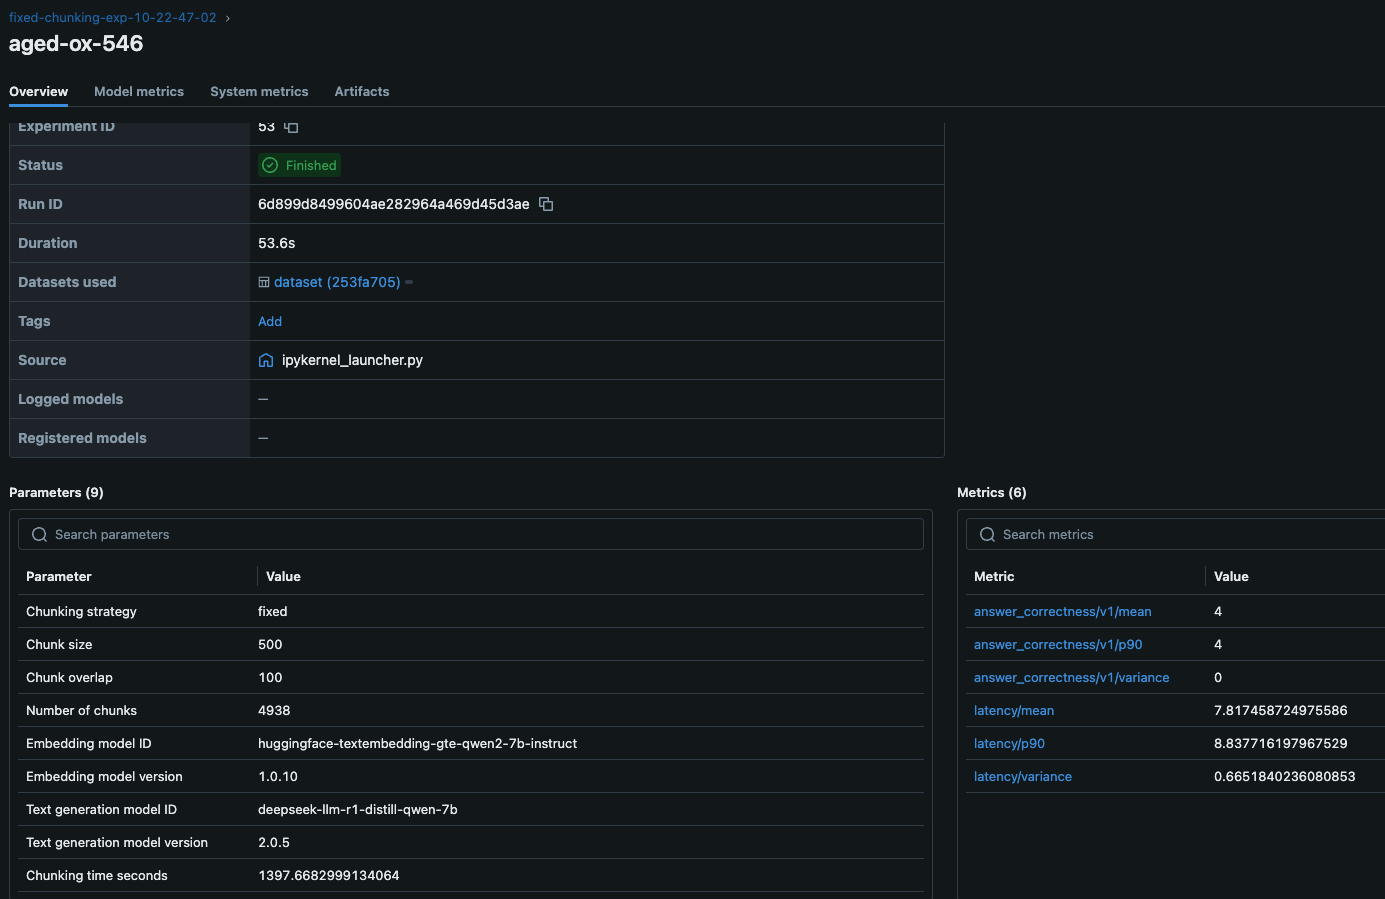 fixed-chunking-exp-10-22-47-02 ›
aged-ox-546
Overview Model metrics System metrics Artifacts
Experiment ID 53
Status Finished
Run ID 6d899d8499604ae282964a469d45d3ae
Duration 53.6s
Datasets used dataset (253fa705)
Tags Add
Source ipykernel_launcher.py
Logged models —
Registered models —
Parameters (9)
Search parameters
Parameter Value
Chunking strategy fixed
Chunk size 500
Chunk overlap 100
Number of chunks 4938
Embedding model ID huggingface-textembedding-gte-qwen2-7b-instruct
Embedding model version 1.0.10
Text generation model ID deepseek-llm-r1-distill-qwen-7b
Text generation model version 2.0.5
Chunking time seconds 1397.6682999134064
Metrics (6)
Search metrics
Metric Value
answer_correctness/v1/mean 4
answer_correctness/v1/p90 4
answer_correctness/v1/variance 0
latency/mean 7.817458724975586
latency/p90 8.837716197967529
latency/variance 0.6651840236080853